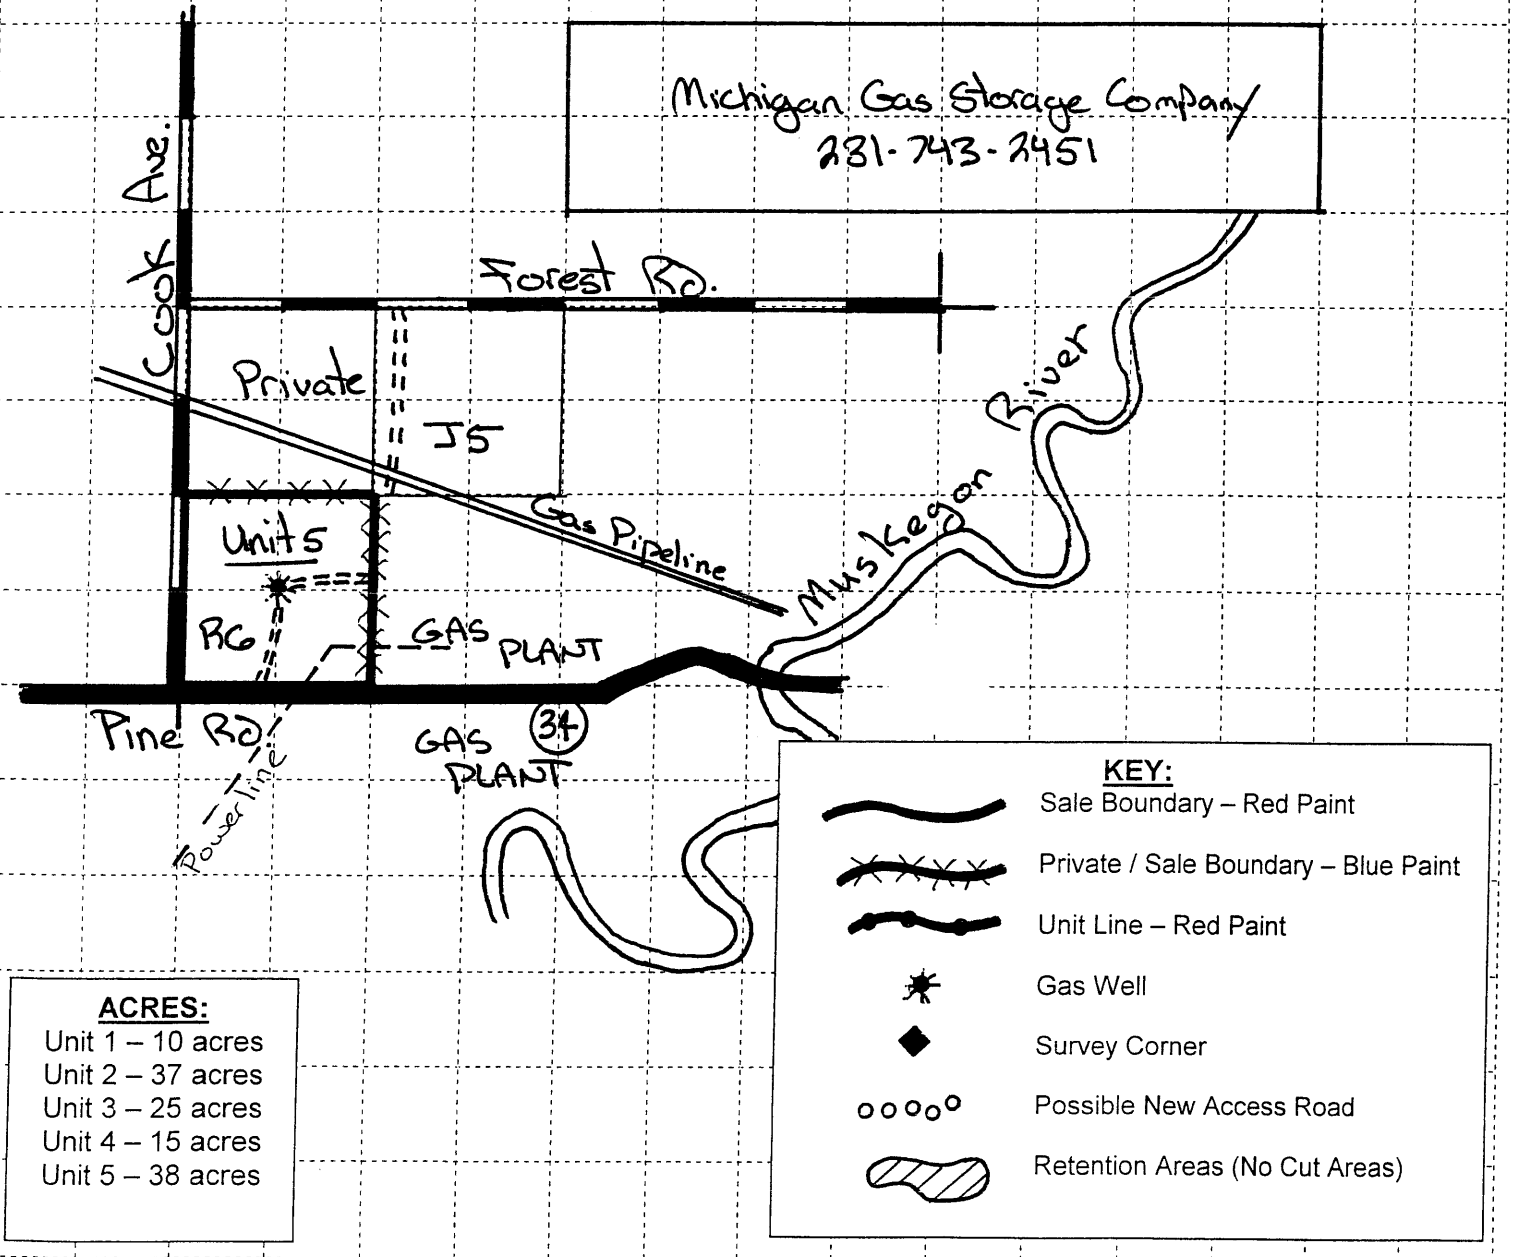 Michigan Gas Storage Company
231-743-2451
Cook Ave.
Forest Rd.
Private
J5
Gas Pipeline
Muskegon River
Unit 5
R6
GAS
PLANT
Pine Rd.
34
GAS
PLANT
Powerline
KEY:
Sale Boundary – Red Paint
Private / Sale Boundary – Blue Paint
Unit Line – Red Paint
Gas Well
Survey Corner
Possible New Access Road
Retention Areas (No Cut Areas)
ACRES:
Unit 1 – 10 acres
Unit 2 – 37 acres
Unit 3 – 25 acres
Unit 4 – 15 acres
Unit 5 – 38 acres